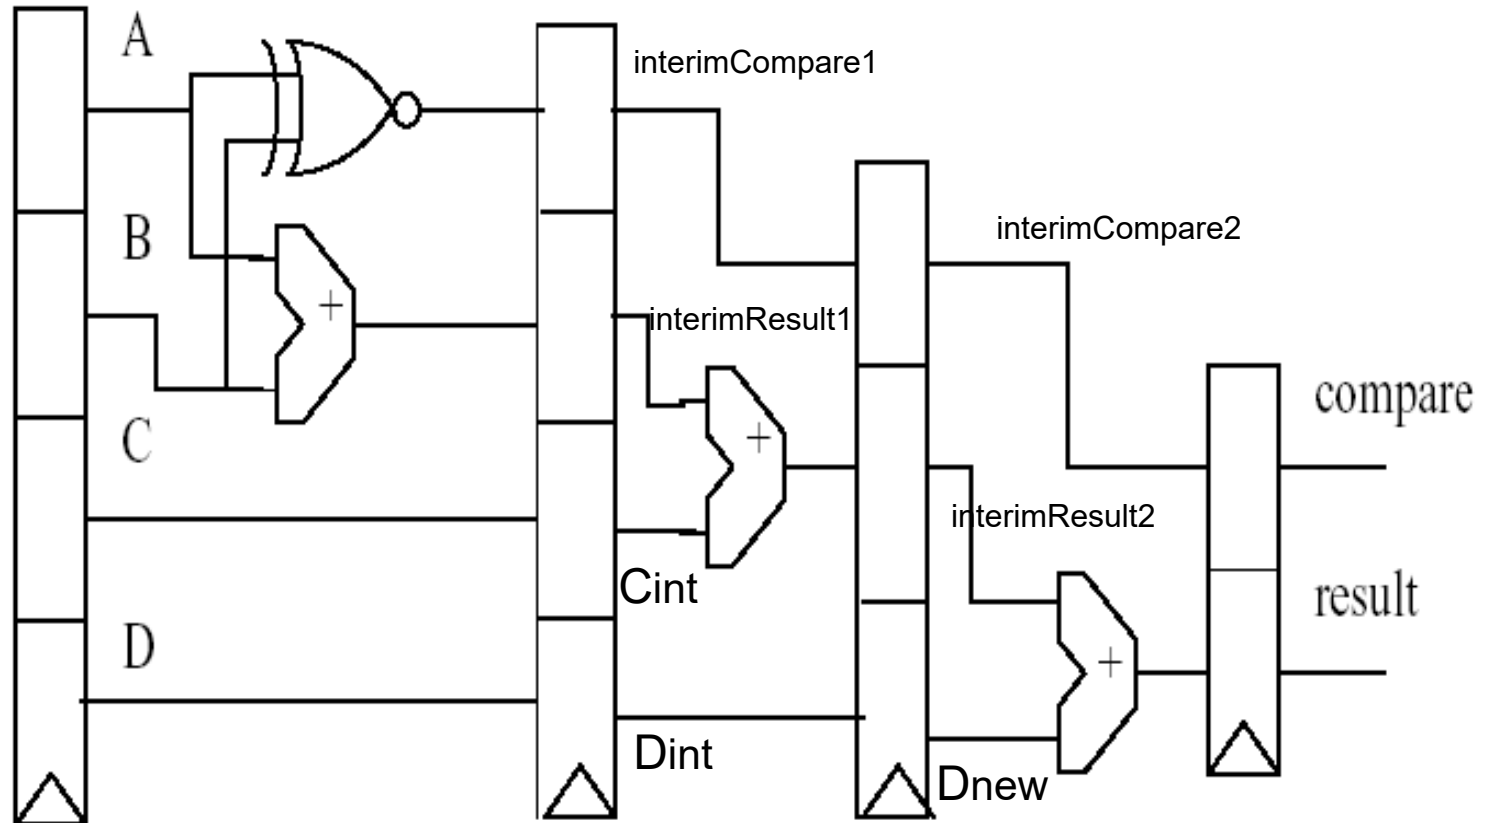 A
interimCompare1
B
interimCompare2
+
interimResult1
compare
C
+
interimResult2
Cint
result
D
+
Dint
Dnew